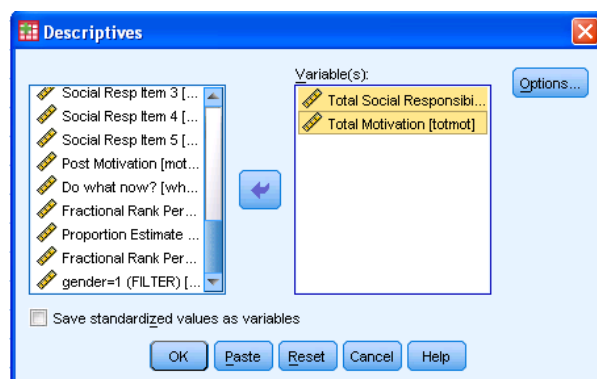 Descriptives
Social Resp Item 3 [...
Social Resp Item 4 [...
Social Resp Item 5 [...
Post Motivation [mot...
Do what now? [wh...
Fractional Rank Per...
Proportion Estimate ...
Fractional Rank Per...
gender=1 (FILTER) [...
Variable(s):
Total Social Responsibi...
Total Motivation [totmot]
Options...
Save standardized values as variables
OK
Paste
Reset
Cancel
Help